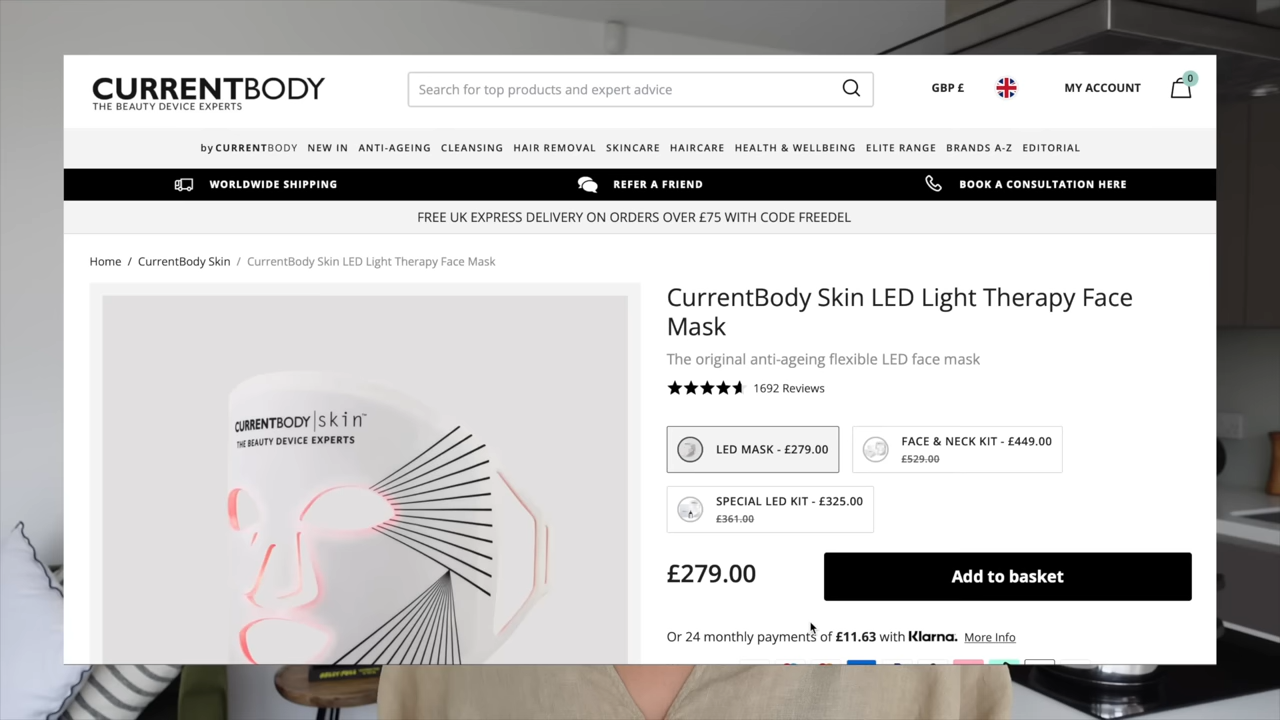 CURRENTBODY
THE BEAUTY DEVICE EXPERTS
Search for top products and expert advice
GBP £
MY ACCOUNT
0
by CURRENTBODY NEW IN ANTI-AGEING CLEANSING HAIR REMOVAL SKINCARE HAIRCARE HEALTH & WELLBEING ELITE RANGE BRANDS A-Z EDITORIAL
WORLDWIDE SHIPPING
REFER A FRIEND
BOOK A CONSULTATION HERE
FREE UK EXPRESS DELIVERY ON ORDERS OVER £75 WITH CODE FREEDEL
Home / CurrentBody Skin / CurrentBody Skin LED Light Therapy Face Mask
CURRENTBODY|skin™
THE BEAUTY DEVICE EXPERTS
CurrentBody Skin LED Light Therapy Face
Mask
The original anti-ageing flexible LED face mask
1692 Reviews
LED MASK - £279.00
FACE & NECK KIT - £449.00
£529.00
SPECIAL LED KIT - £325.00
£361.00
£279.00
Add to basket
Or 24 monthly payments of £11.63 with Klarna. More Info